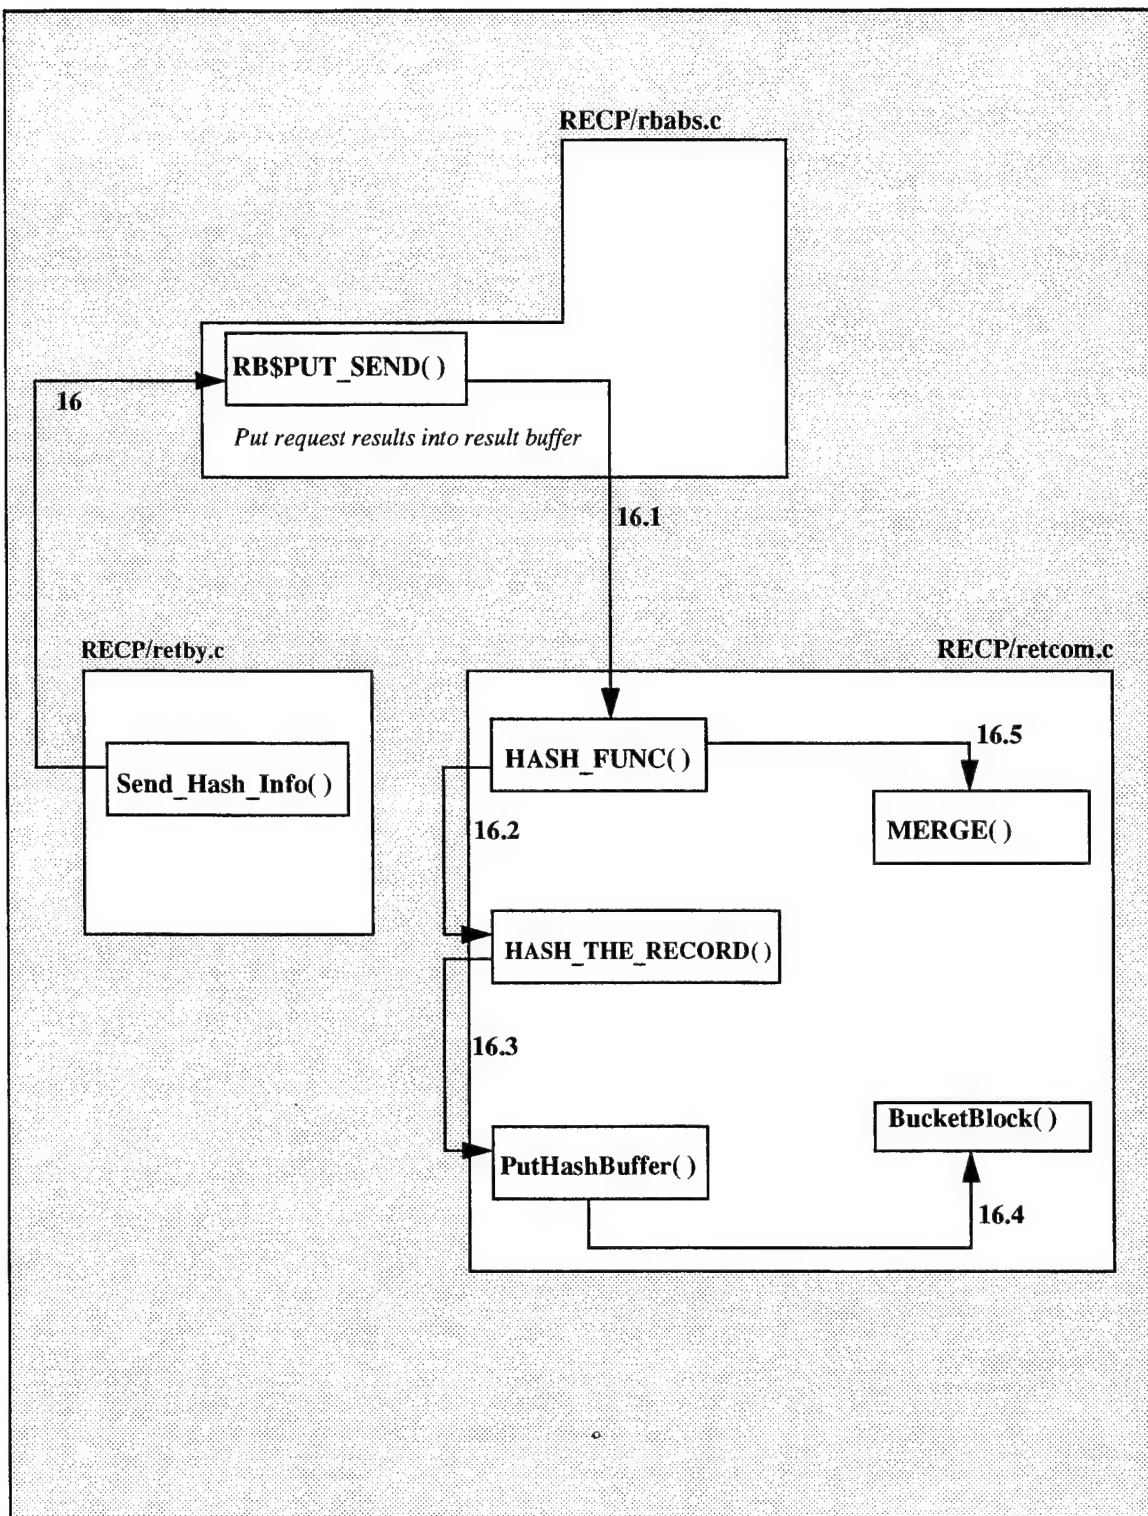 RECP/rbabs.c
RB$PUT_SEND( )
16
Put request results into result buffer
16.1
RECP/retby.c
RECP/retcom.c
Send_Hash_Info( )
HASH_FUNC( )
16.5
16.2
MERGE( )
HASH_THE_RECORD( )
16.3
BucketBlock( )
PutHashBuffer( )
16.4